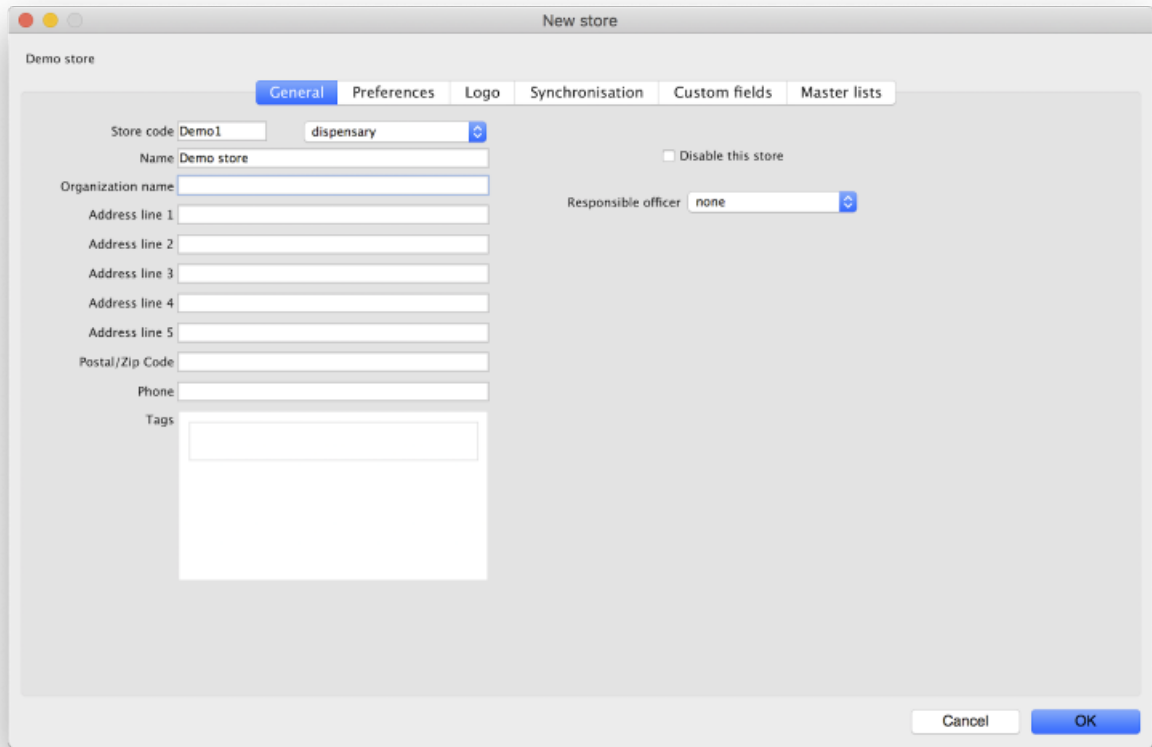 New store
Demo store
General Preferences Logo Synchronisation Custom fields Master lists
Store code Demo1 dispensary
Name Demo store
Disable this store
Organization name
Responsible officer none
Address line 1
Address line 2
Address line 3
Address line 4
Address line 5
Postal/Zip Code
Phone
Tags
Cancel OK